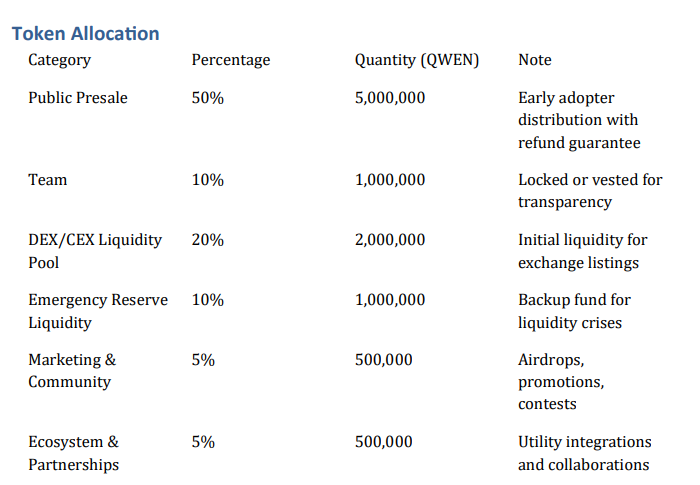 Token Allocation
Category Percentage Quantity (QWEN) Note
Public Presale 50% 5,000,000 Early adopter
distribution with
refund guarantee
Team 10% 1,000,000 Locked or vested for
transparency
DEX/CEX Liquidity 20% 2,000,000 Initial liquidity for
Pool exchange listings
Emergency Reserve 10% 1,000,000 Backup fund for
Liquidity liquidity crises
Marketing & 5% 500,000 Airdrops,
Community promotions,
contests
Ecosystem & 5% 500,000 Utility integrations
Partnerships and collaborations